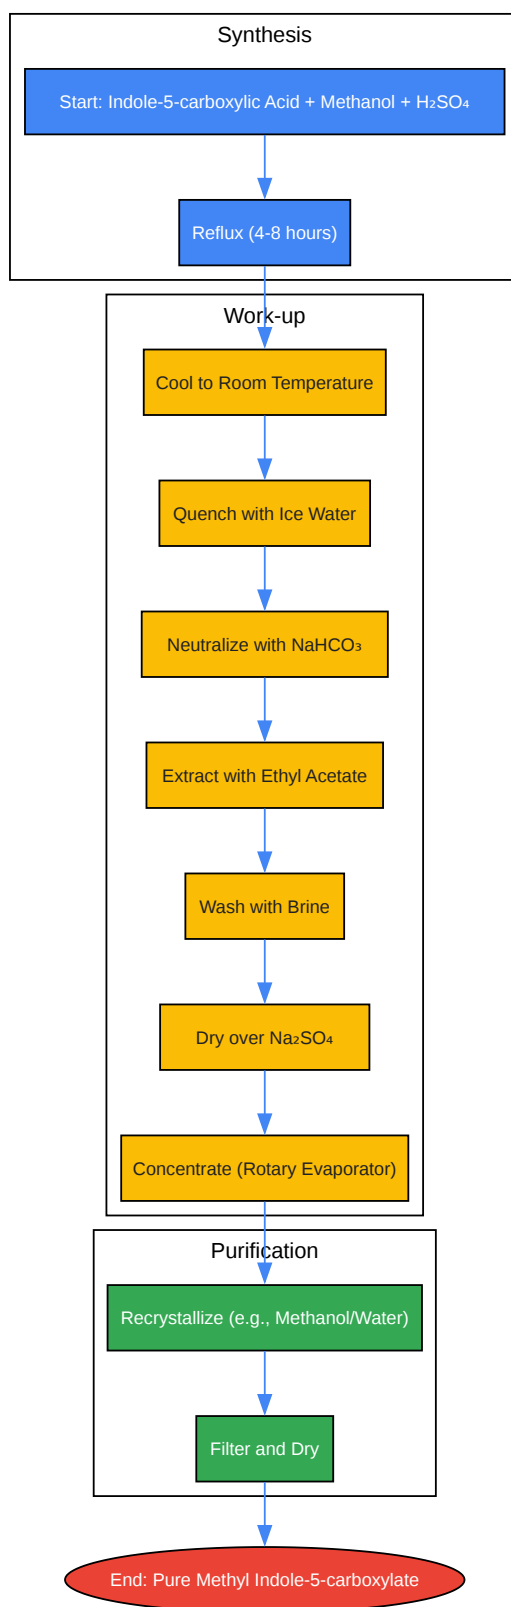 Synthesis
Start: Indole-5-carboxylic Acid + Methanol + H₂SO₄
Reflux (4-8 hours)
Work-up
Cool to Room Temperature
Quench with Ice Water
Neutralize with NaHCO₃
Extract with Ethyl Acetate
Wash with Brine
Dry over Na₂SO₄
Concentrate (Rotary Evaporator)
Purification
Recrystallize (e.g., Methanol/Water)
Filter and Dry
End: Pure Methyl Indole-5-carboxylate